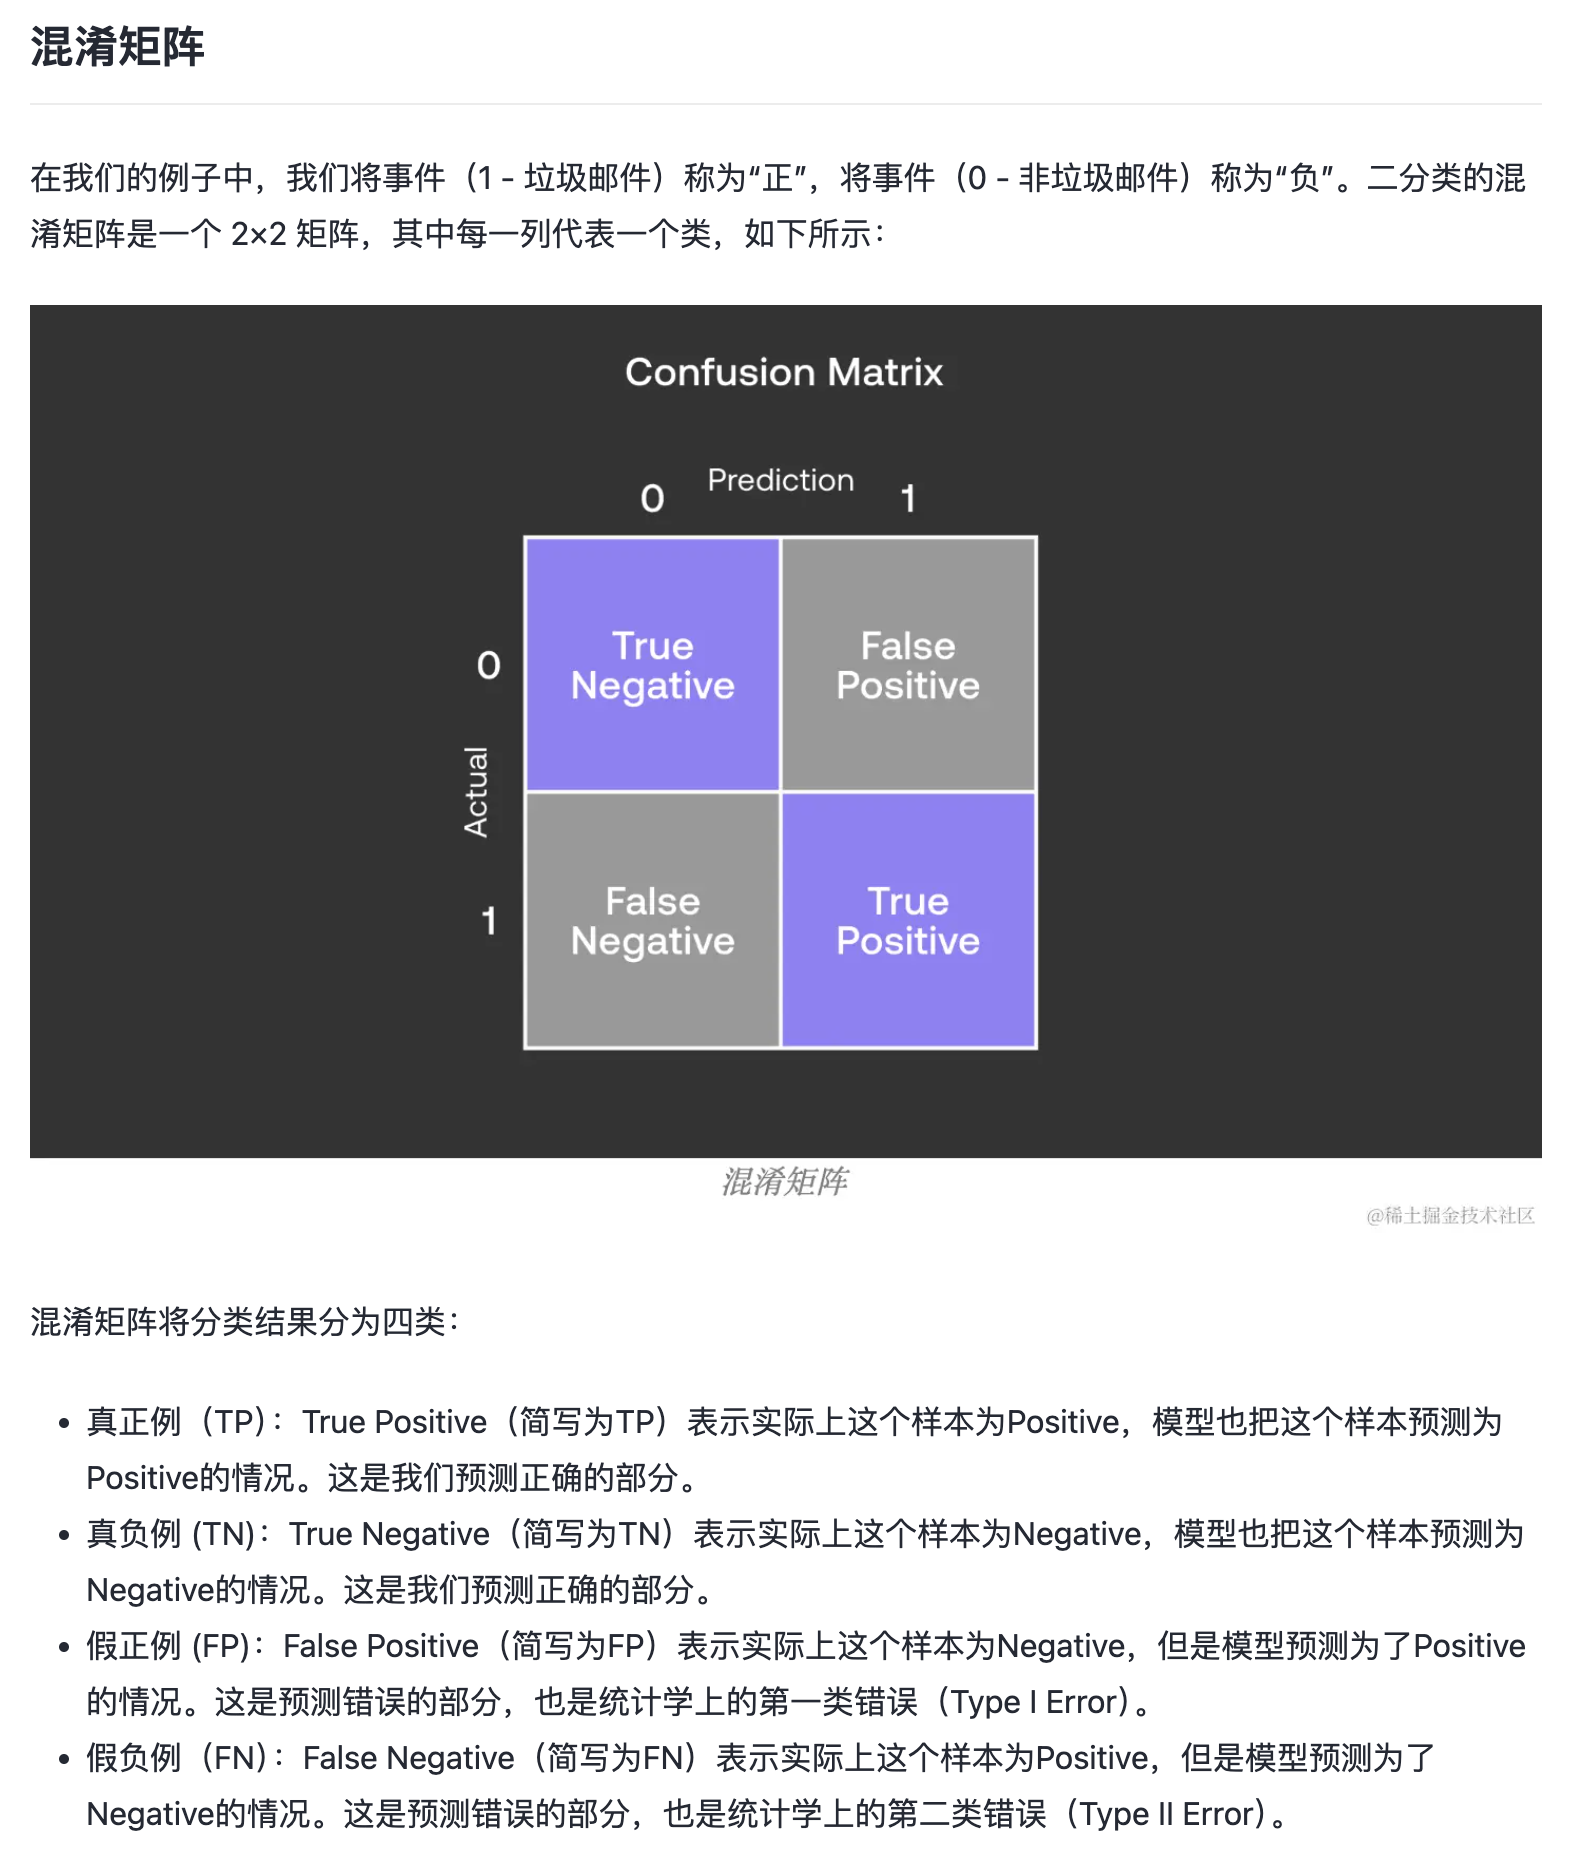 混淆矩阵
在我们的例子中，我们将事件（1 - 垃圾邮件）称为“正”，将事件（0 - 非垃圾邮件）称为“负”。二分类的混
淆矩阵是一个 2×2 矩阵，其中每一列代表一个类，如下所示：
Confusion Matrix
Prediction
0 1
0
True
Negative
False
Positive
Actual
1
False
Negative
True
Positive
混淆矩阵
@稀土掘金技术社区
混淆矩阵将分类结果分为四类：
• 真正例（TP）：True Positive（简写为TP）表示实际上这个样本为Positive，模型也把这个样本预测为
Positive的情况。这是我们预测正确的部分。
• 真负例 (TN)：True Negative（简写为TN）表示实际上这个样本为Negative，模型也把这个样本预测为
Negative的情况。这是我们预测正确的部分。
• 假正例 (FP)：False Positive（简写为FP）表示实际上这个样本为Negative，但是模型预测为了Positive
的情况。这是预测错误的部分，也是统计学上的第一类错误（Type I Error）。
• 假负例（FN）：False Negative（简写为FN）表示实际上这个样本为Positive，但是模型预测为了
Negative的情况。这是预测错误的部分，也是统计学上的第二类错误（Type II Error）。